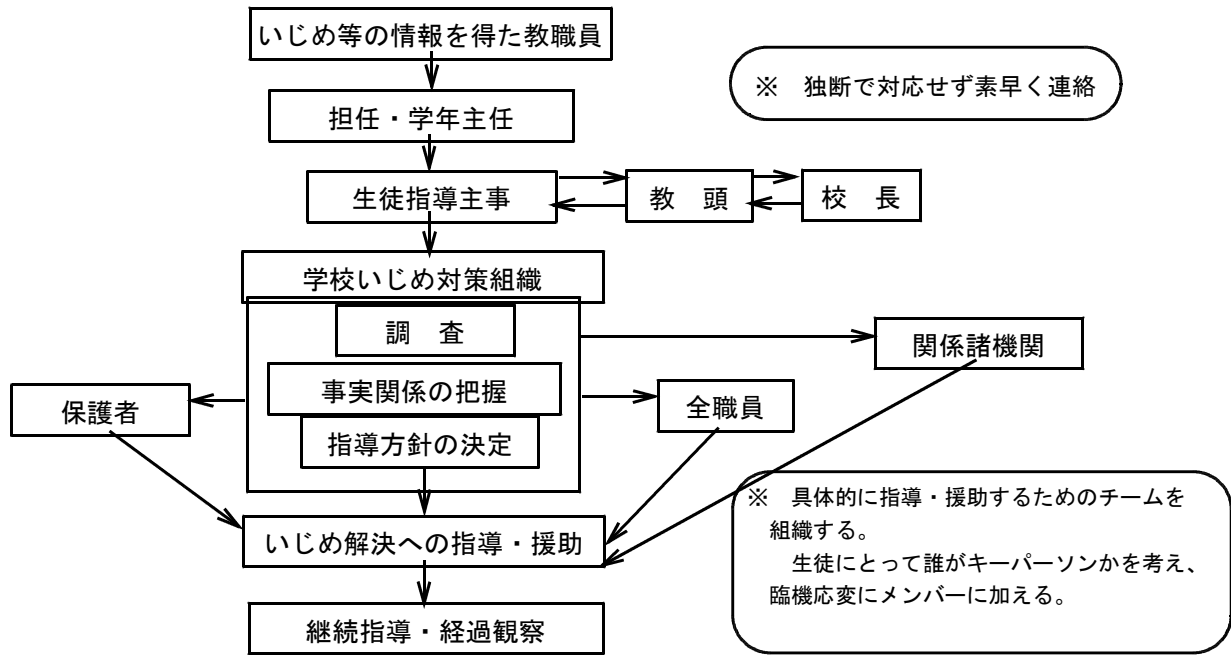 いじめ等の情報を得た教職員
※　独断で対応せず素早く連絡
担任・学年主任
生徒指導主事
教　頭
校　長
学校いじめ対策組織
調　査
関係諸機関
事実関係の把握
保護者
全職員
指導方針の決定
※　具体的に指導・援助するためのチームを
組織する。
生徒にとって誰がキーパーソンかを考え、
臨機応変にメンバーに加える。
いじめ解決への指導・援助
継続指導・経過観察